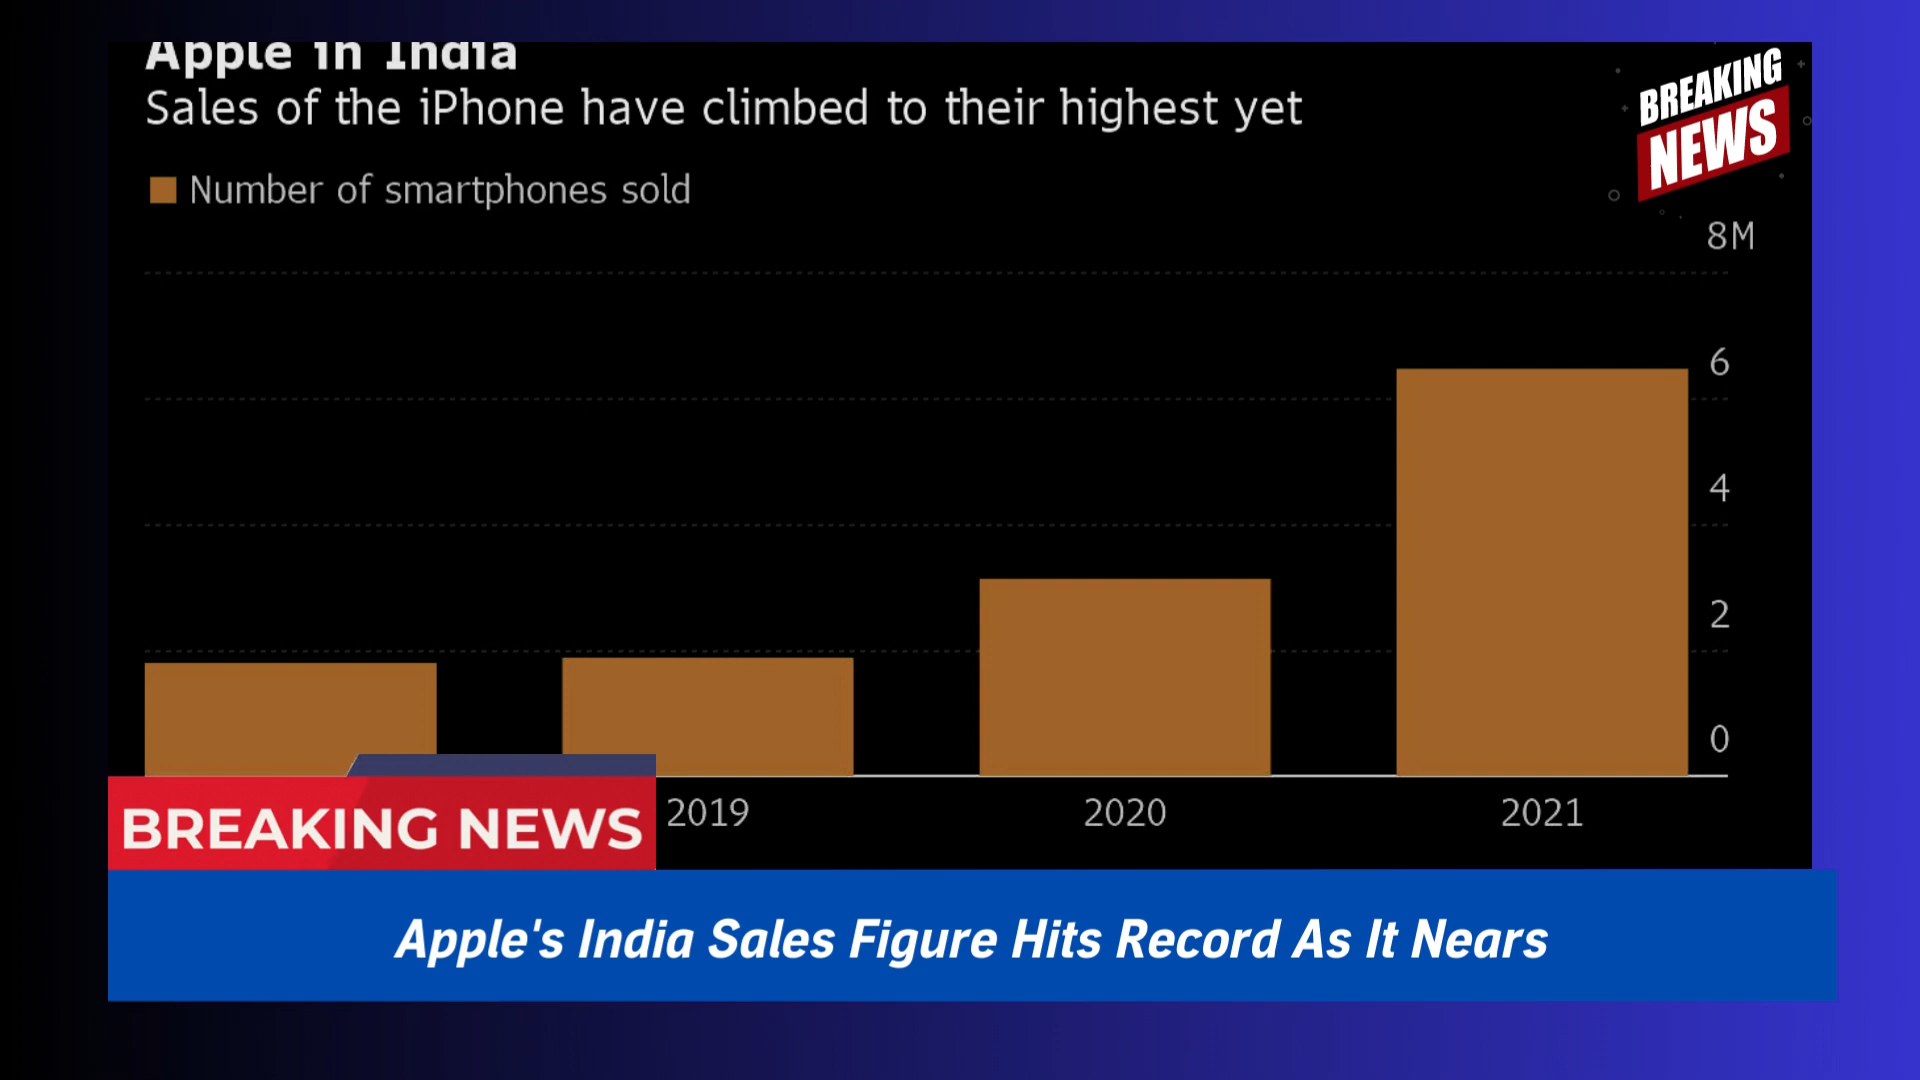 Apple in India
Sales of the iPhone have climbed to their highest yet
BREAKING
NEWS
Number of smartphones sold
8M
6
4
2
0
2019
2020
2021
BREAKING NEWS
Apple's India Sales Figure Hits Record As It Nears